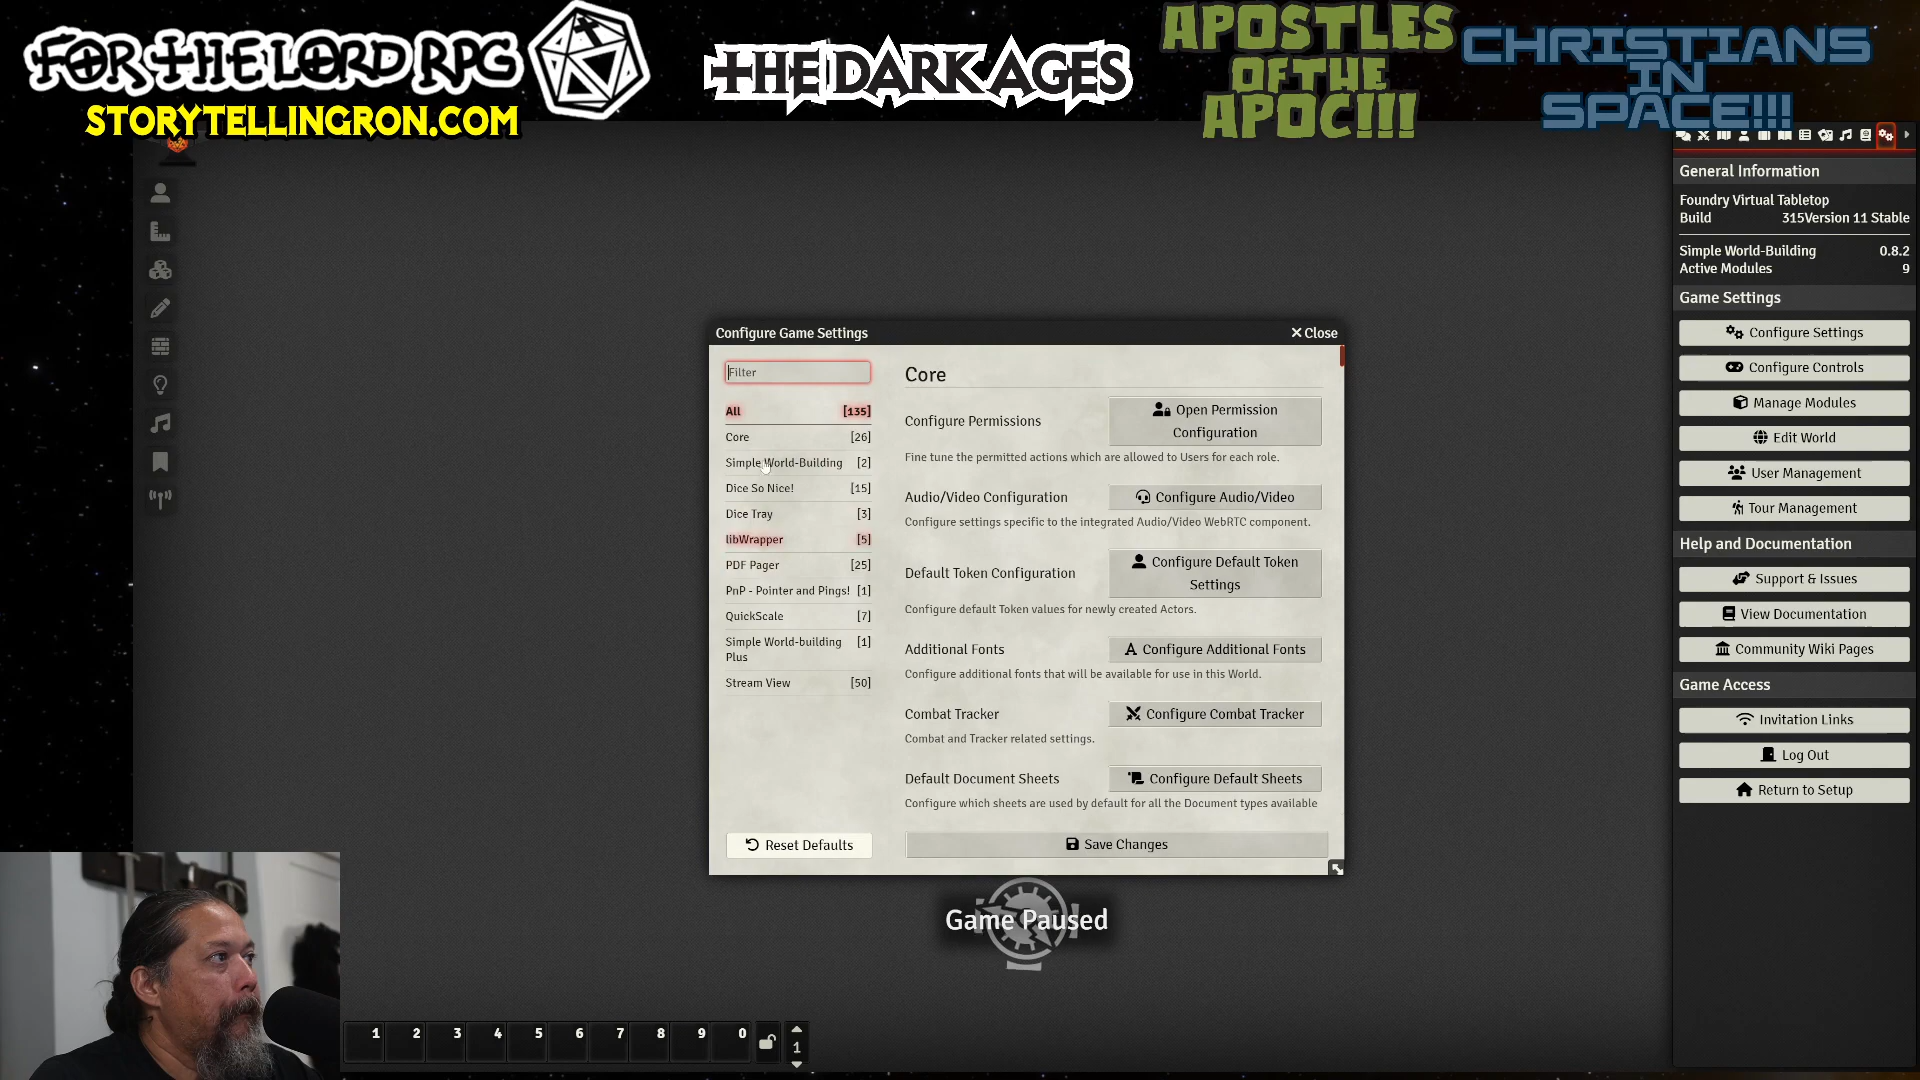 FOR THE LORD RPG
STORYTELLINGRON.COM
THE DARK AGES
APOSTLES
OF THE
APOC!!!
CHRISTIANS
IN
SPACE!!!
General Information
Foundry Virtual Tabletop
Build 315Version 11 Stable
Simple World-Building 0.8.2
Active Modules 9
Game Settings
Configure Settings
Configure Controls
Manage Modules
Edit World
User Management
Tour Management
Help and Documentation
Support & Issues
View Documentation
Community Wiki Pages
Game Access
Invitation Links
Log Out
Return to Setup
Configure Game Settings
Close
Filter
All [135]
Core [26]
Simple World-Building [2]
Dice So Nice! [15]
Dice Tray [3]
libWrapper [5]
PDF Pager [25]
PnP - Pointer and Pings! [1]
QuickScale [7]
Simple World-building [1]
Plus
Stream View [50]
Reset Defaults
Core
Configure Permissions
Open Permission
Configuration
Fine tune the permitted actions which are allowed to Users for each role.
Audio/Video Configuration
Configure Audio/Video
Configure settings specific to the integrated Audio/Video WebRTC component.
Default Token Configuration
Configure Default Token
Settings
Configure default Token values for newly created Actors.
Additional Fonts
Configure Additional Fonts
Configure additional fonts that will be available for use in this World.
Combat Tracker
Configure Combat Tracker
Combat and Tracker related settings.
Default Document Sheets
Configure Default Sheets
Configure which sheets are used by default for all the Document types available
Save Changes
Game Paused
1 2 3 4 5 6 7 8 9 0
1